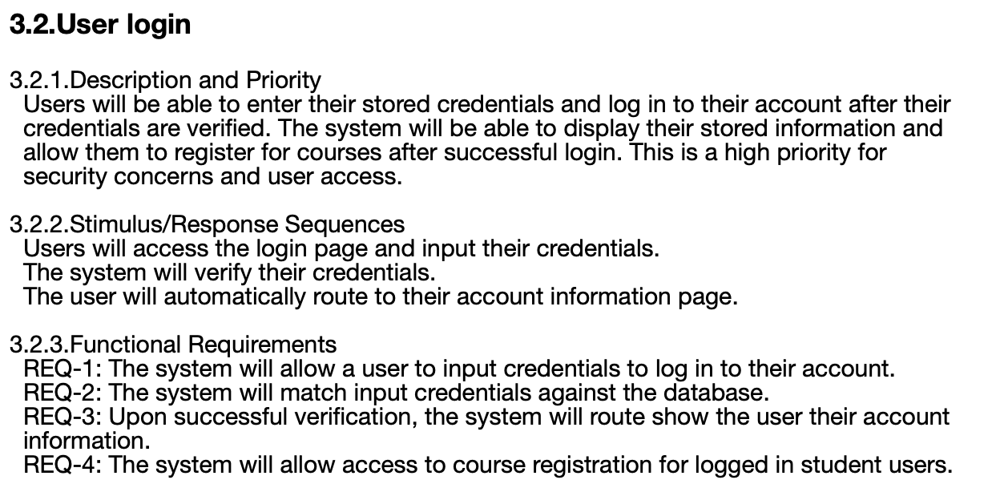 3.2.User login
3.2.1.Description and Priority
Users will be able to enter their stored credentials and log in to their account after their
credentials are verified. The system will be able to display their stored information and
allow them to register for courses after successful login. This is a high priority for
security concerns and user access.
3.2.2.Stimulus/Response Sequences
Users will access the login page and input their credentials.
The system will verify their credentials.
The user will automatically route to their account information page.
3.2.3.Functional Requirements
REQ-1: The system will allow a user to input credentials to log in to their account.
REQ-2: The system will match input credentials against the database.
REQ-3: Upon successful verification, the system will route show the user their account
information.
REQ-4: The system will allow access to course registration for logged in student users.